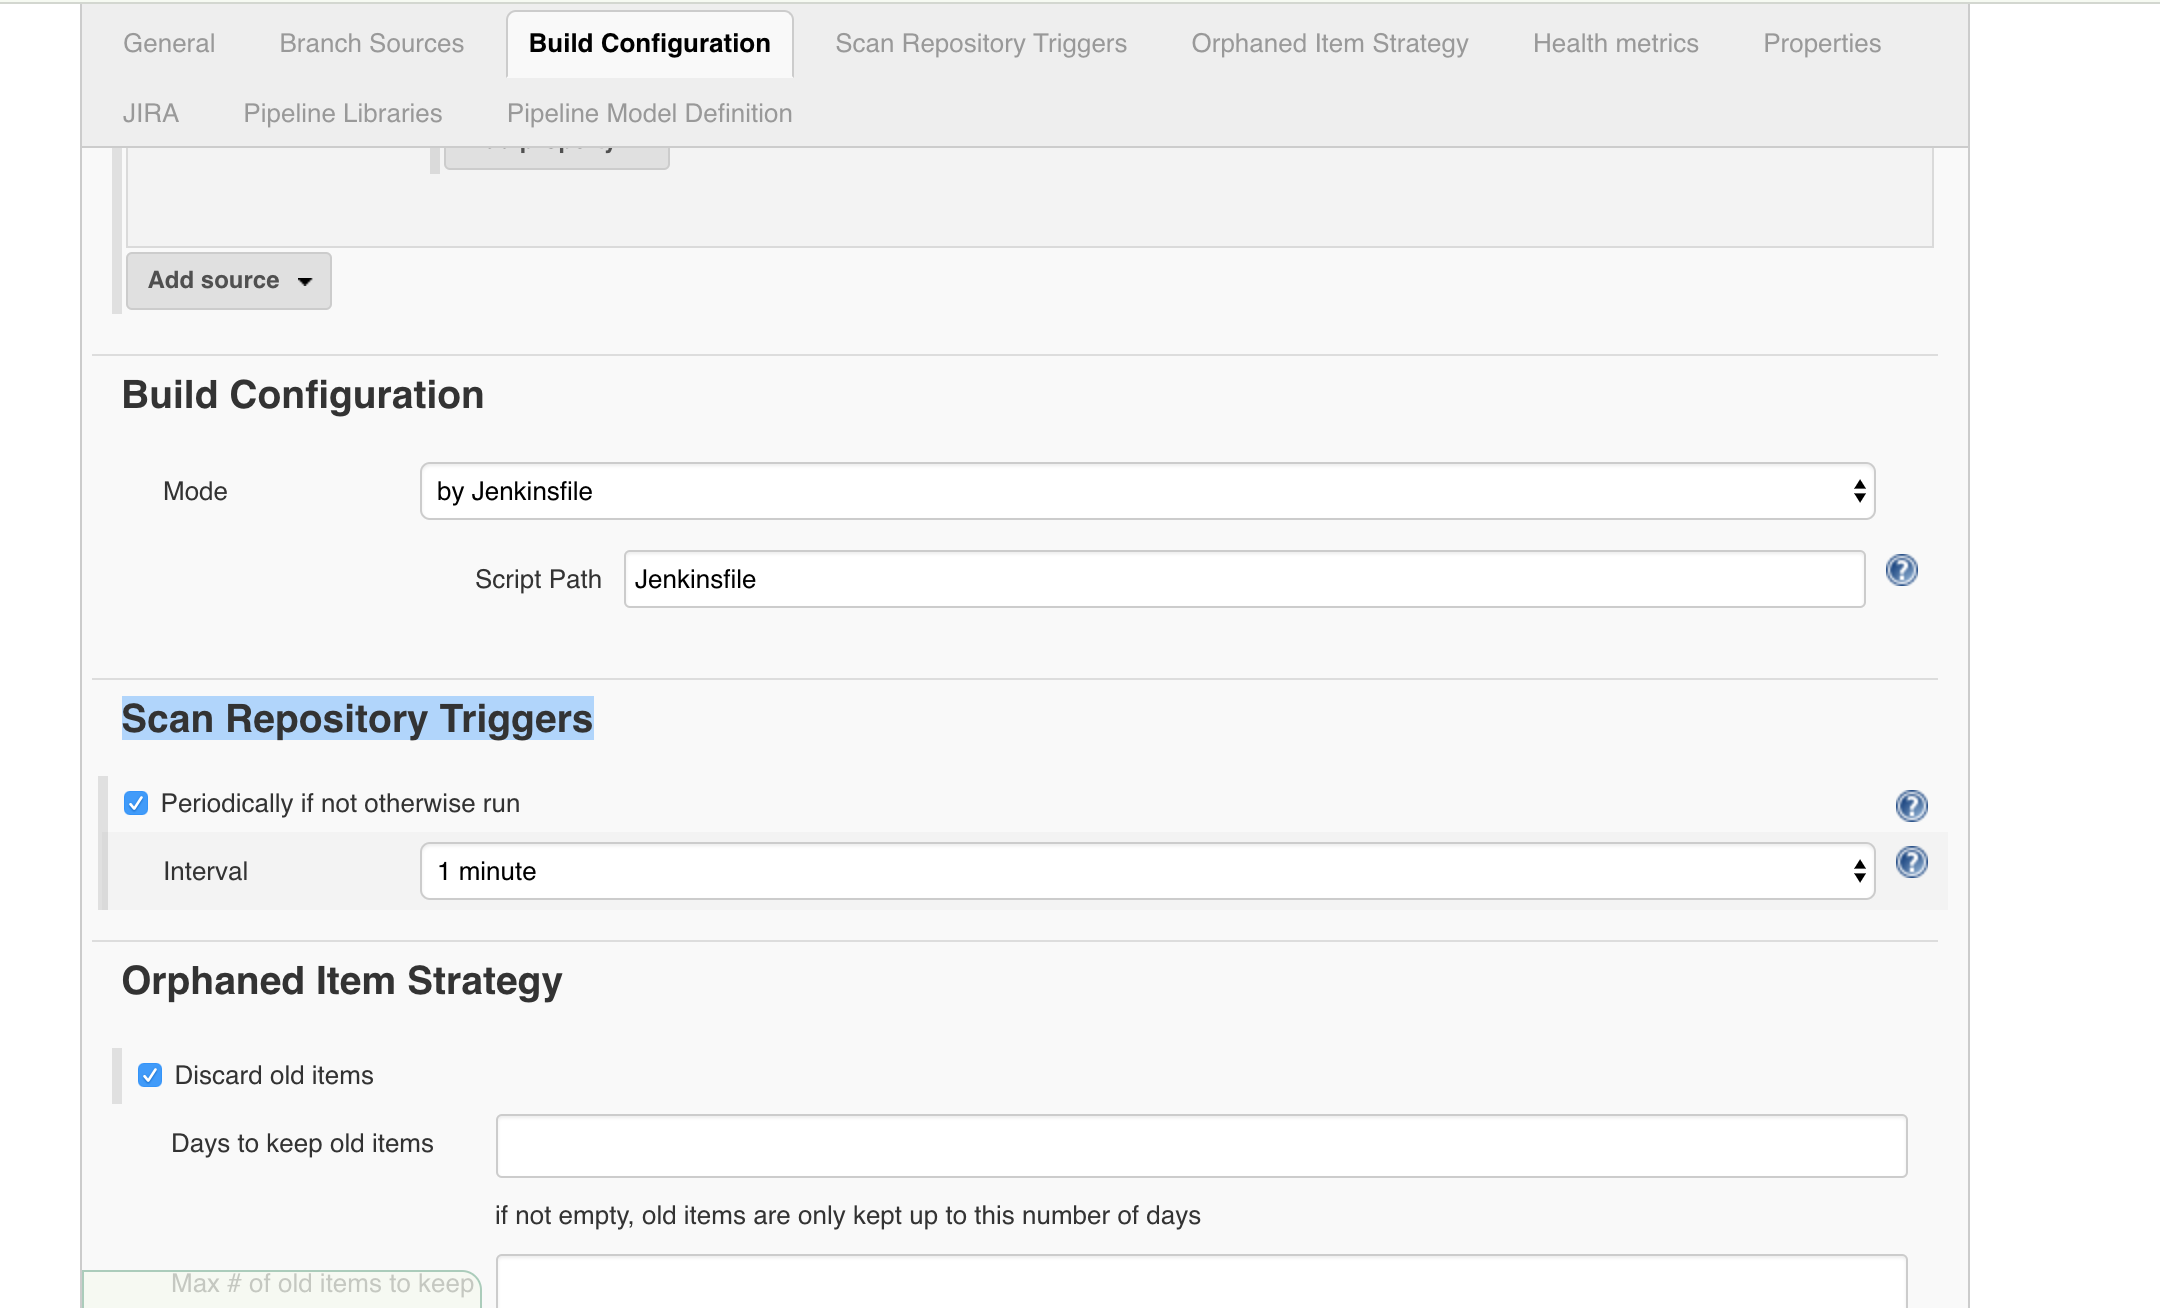 General Branch Sources Build Configuration Scan Repository Triggers Orphaned Item Strategy Health metrics Properties
JIRA Pipeline Libraries Pipeline Model Definition
Add source
Build Configuration
Mode by Jenkinsfile
Script Path Jenkinsfile
Scan Repository Triggers
Periodically if not otherwise run
Interval 1 minute
Orphaned Item Strategy
Discard old items
Days to keep old items
if not empty, old items are only kept up to this number of days
Max # of old items to keep